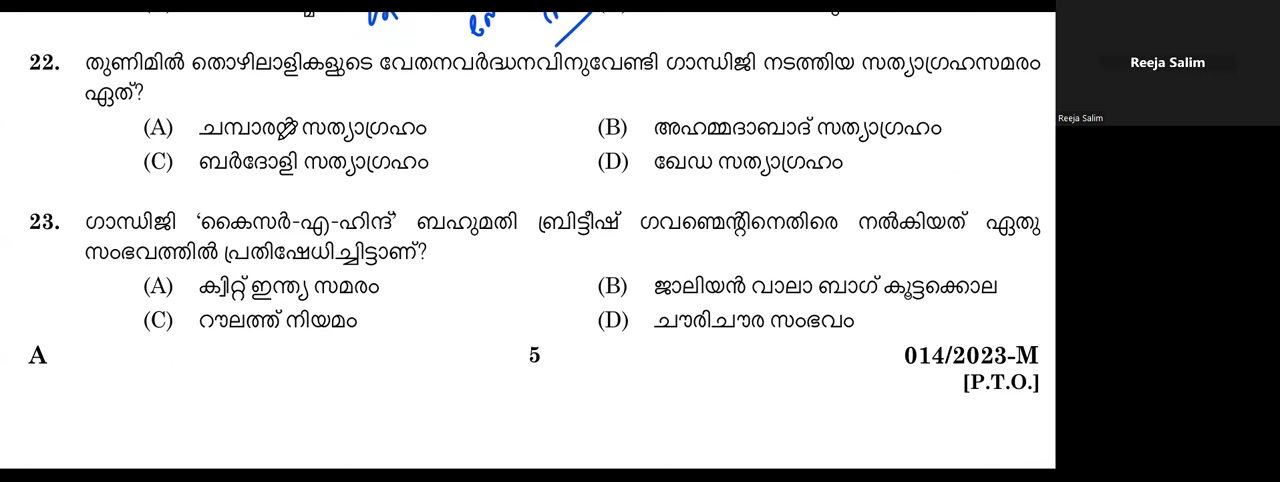 22. തുണിമിൽ തൊഴിലാളികളുടെ വേതനവർദ്ധനവിനുവേണ്ടി ഗാന്ധിജി നടത്തിയ സത്യാഗ്രഹസമരം
ഏത്?
(A) ചമ്പാരൻ സത്യാഗ്രഹം (B) അഹമ്മദാബാദ് സത്യാഗ്രഹം
(C) ബർദോളി സത്യാഗ്രഹം (D) ഖേഡ സത്യാഗ്രഹം
23. ഗാന്ധിജി ‘കൈസർ-എ-ഹിന്ദ്’ ബഹുമതി ബ്രിട്ടീഷ് ഗവണ്മെന്റിനെതിരെ നൽകിയത് ഏതു
സംഭവത്തിൽ പ്രതിഷേധിച്ചിട്ടാണ്?
(A) ക്വിറ്റ് ഇന്ത്യ സമരം (B) ജാലിയൻ വാലാ ബാഗ് കൂട്ടക്കൊല
(C) റൗലത്ത് നിയമം (D) ചൗരിചൗര സംഭവം
A 5 014/2023-M
[P.T.O.]
Reeja Salim
Reeja Salim